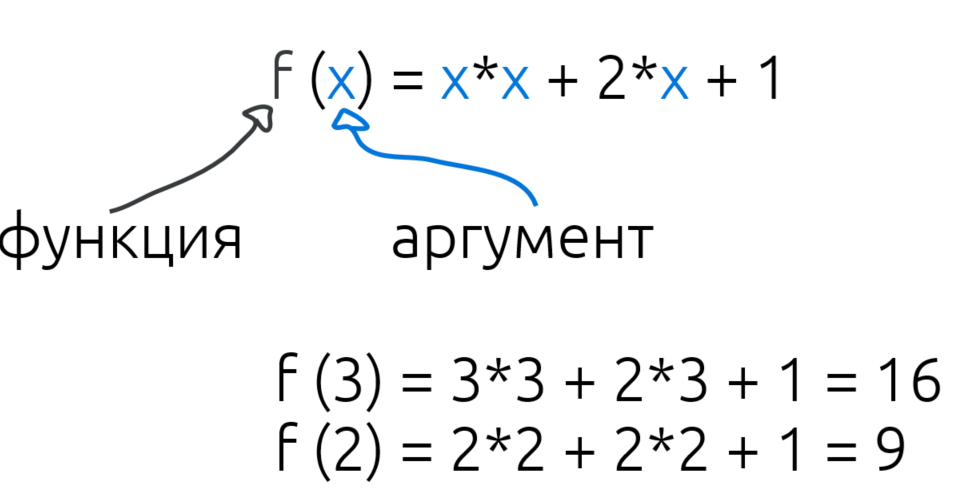 f (x) = x*x + 2*x + 1
функция аргумент
f (3) = 3*3 + 2*3 + 1 = 16
f (2) = 2*2 + 2*2 + 1 = 9